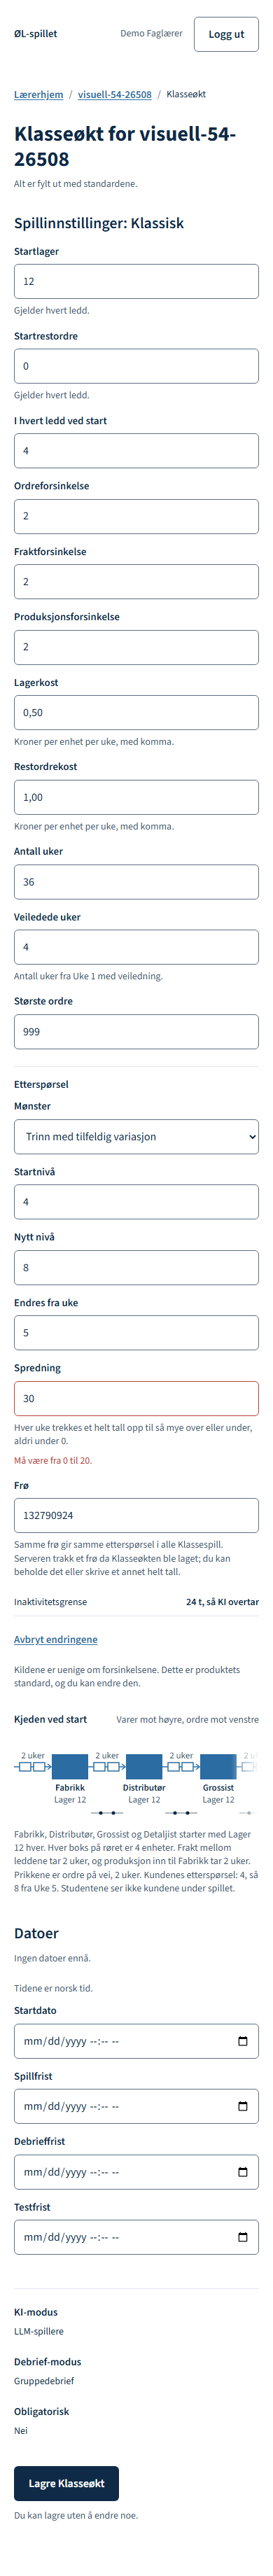 ØL-spillet
Demo Faglærer
Logg ut
Lærerhjem / visuell-54-26508 / Klasseøkt
Klasseøkt for visuell-54-
26508
Alt er fylt ut med standardene.
Spillinnstillinger: Klassisk
Startlager
12
Gjelder hvert ledd.
Startrestordre
0
Gjelder hvert ledd.
I hvert ledd ved start
4
Ordreforsinkelse
2
Fraktforsinkelse
2
Produksjonsforsinkelse
2
Lagerkost
0,50
Kroner per enhet per uke, med komma.
Restordrekost
1,00
Kroner per enhet per uke, med komma.
Antall uker
36
Veiledede uker
4
Antall uker fra Uke 1 med veiledning.
Største ordre
999
Etterspørsel
Mønster
Trinn med tilfeldig variasjon
Startnivå
4
Nytt nivå
8
Endres fra uke
5
Spredning
30
Hver uke trekkes et helt tall opp til så mye over eller under,
aldri under 0.
Må være fra 0 til 20.
Frø
132790924
Samme frø gir samme etterspørsel i alle Klassespill.
Serveren trakk et frø da Klasseøkten ble laget; du kan
beholde det eller skrive et annet helt tall.
Inaktivitetsgrense 24 t, så KI overtar
Avbryt endringene
Kildene er uenige om forsinkelsene. Dette er produktets
standard, og du kan endre den.
Kjeden ved start Varer mot høyre, ordre mot venstre
2 uker 2 uker 2 uker 2
Fabrikk Distributør Grossist
Lager 12 Lager 12 Lager 12
Fabrikk, Distributør, Grossist og Detaljist starter med Lager
12 hver. Hver boks på røret er 4 enheter. Frakt mellom
leddene tar 2 uker, og produksjon inn til Fabrikk tar 2 uker.
Prikkene er ordre på vei, 2 uker. Kundenes etterspørsel: 4, så
8 fra Uke 5. Studentene ser ikke kundene under spillet.
Datoer
Ingen datoer ennå.
Tidene er norsk tid.
Startdato
mm/dd/yyyy --:-- --
Spillfrist
mm/dd/yyyy --:-- --
Debrieffrist
mm/dd/yyyy --:-- --
Testfrist
mm/dd/yyyy --:-- --
KI-modus
LLM-spillere
Debrief-modus
Gruppedebrief
Obligatorisk
Nei
Lagre Klasseøkt
Du kan lagre uten å endre noe.